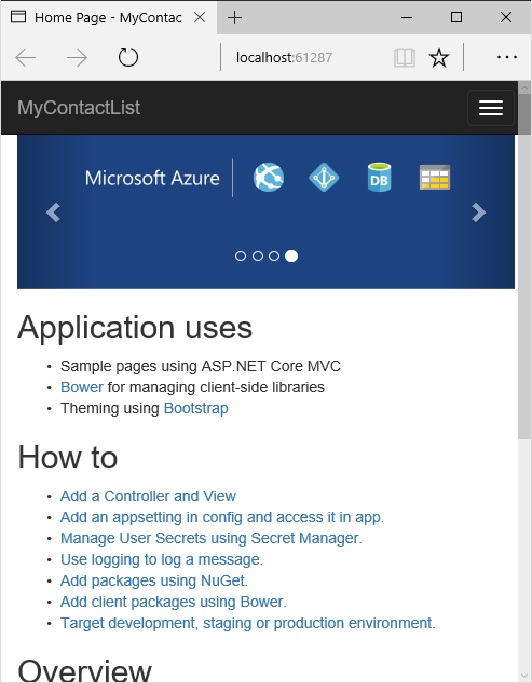 Home Page - MyContac
localhost:61287
MyContactList
Microsoft Azure
DB
Application uses
Sample pages using ASP.NET Core MVC
Bower for managing client-side libraries
Theming using Bootstrap
How to
Add a Controller and View
Add an appsetting in config and access it in app.
Manage User Secrets using Secret Manager.
Use logging to log a message.
Add packages using NuGet.
Add client packages using Bower.
Target development, staging or production environment.
Overview